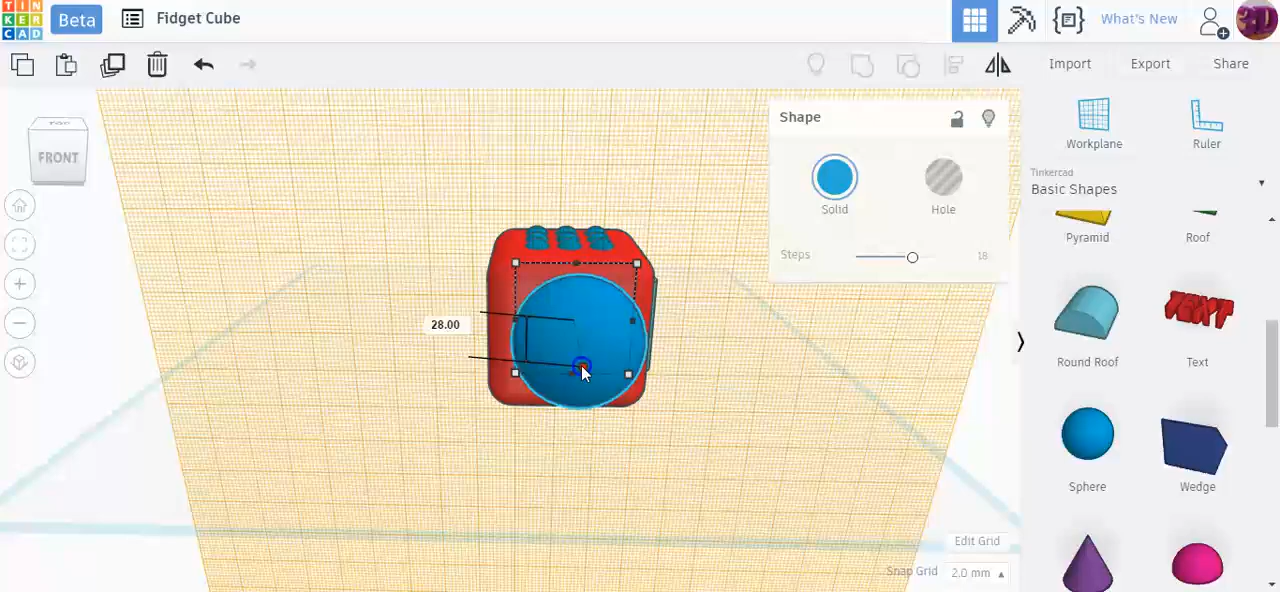 TIN
KER
CAD
Beta
Fidget Cube
What's New
Import
Export
Share
TOP
FRONT
Shape
Solid
Hole
Steps
18
28.00
Workplane
Ruler
Tinkercad
Basic Shapes
Pyramid
Roof
Round Roof
TEXT
Text
Sphere
Wedge
Edit Grid
Snap Grid
2.0 mm